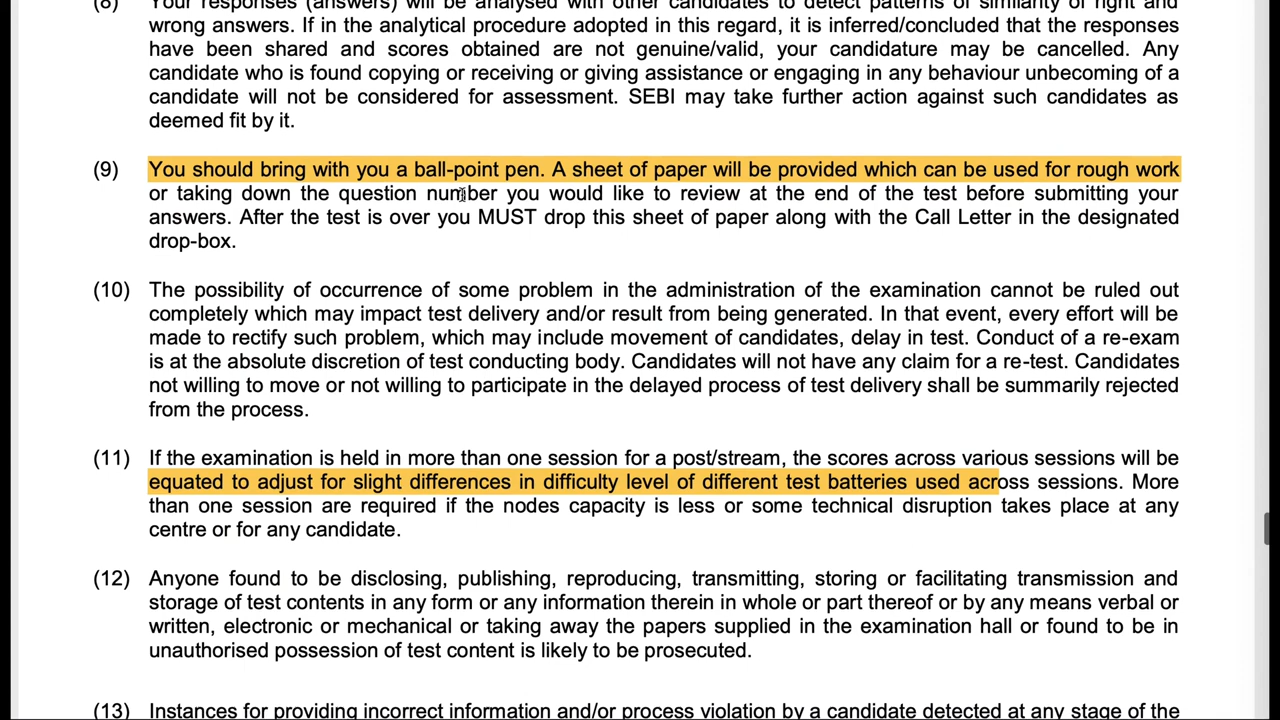 (8) Your responses (answers) will be analysed with other candidates to detect patterns of similarity of right and
wrong answers. If in the analytical procedure adopted in this regard, it is inferred/concluded that the responses
have been shared and scores obtained are not genuine/valid, your candidature may be cancelled. Any
candidate who is found copying or receiving or giving assistance or engaging in any behaviour unbecoming of a
candidate will not be considered for assessment. SEBI may take further action against such candidates as
deemed fit by it.
(9) You should bring with you a ball-point pen. A sheet of paper will be provided which can be used for rough work
or taking down the question number you would like to review at the end of the test before submitting your
answers. After the test is over you MUST drop this sheet of paper along with the Call Letter in the designated
drop-box.
(10) The possibility of occurrence of some problem in the administration of the examination cannot be ruled out
completely which may impact test delivery and/or result from being generated. In that event, every effort will be
made to rectify such problem, which may include movement of candidates, delay in test. Conduct of a re-exam
is at the absolute discretion of test conducting body. Candidates will not have any claim for a re-test. Candidates
not willing to move or not willing to participate in the delayed process of test delivery shall be summarily rejected
from the process.
(11) If the examination is held in more than one session for a post/stream, the scores across various sessions will be
equated to adjust for slight differences in difficulty level of different test batteries used across sessions. More
than one session are required if the nodes capacity is less or some technical disruption takes place at any
centre or for any candidate.
(12) Anyone found to be disclosing, publishing, reproducing, transmitting, storing or facilitating transmission and
storage of test contents in any form or any information therein in whole or part thereof or by any means verbal or
written, electronic or mechanical or taking away the papers supplied in the examination hall or found to be in
unauthorised possession of test content is likely to be prosecuted.
(13) Instances for providing incorrect information and/or process violation by a candidate detected at any stage of the